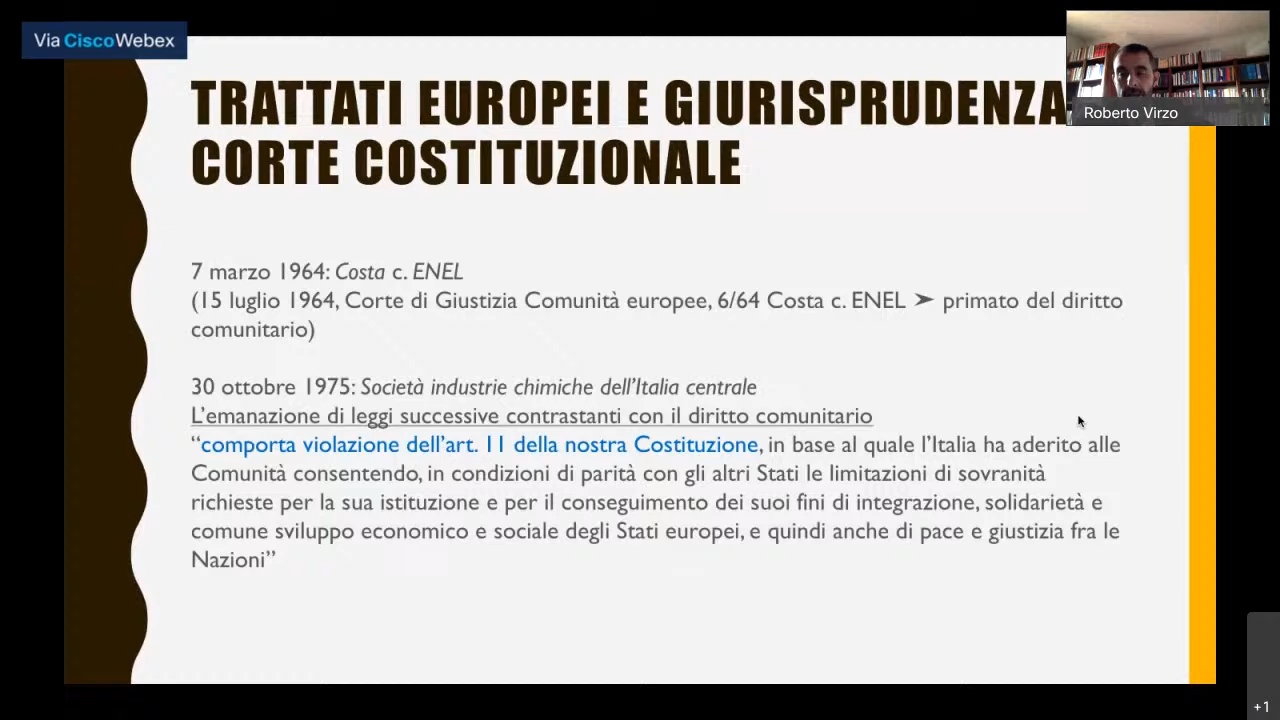 Via CiscoWebex
Roberto Virzo
TRATTATI EUROPEI E GIURISPRUDENZA
CORTE COSTITUZIONALE
7 marzo 1964: Costa c. ENEL
(15 luglio 1964, Corte di Giustizia Comunità europee, 6/64 Costa c. ENEL ➤ primato del diritto
comunitario)
30 ottobre 1975: Società industrie chimiche dell’Italia centrale
L’emanazione di leggi successive contrastanti con il diritto comunitario
“comporta violazione dell’art. 11 della nostra Costituzione, in base al quale l’Italia ha aderito alle
Comunità consentendo, in condizioni di parità con gli altri Stati le limitazioni di sovranità
richieste per la sua istituzione e per il conseguimento dei suoi fini di integrazione, solidarietà e
comune sviluppo economico e sociale degli Stati europei, e quindi anche di pace e giustizia fra le
Nazioni”
+1